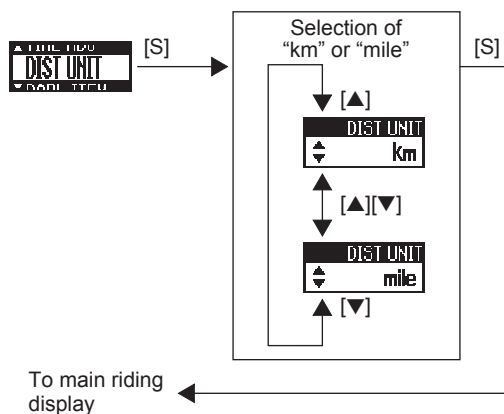 DIST UNIT
[S]
Selection of
“km” or “mile”
[▲]
DIST UNIT
km
[▲][▼]
DIST UNIT
mile
[▼]
[S]
To main riding
display